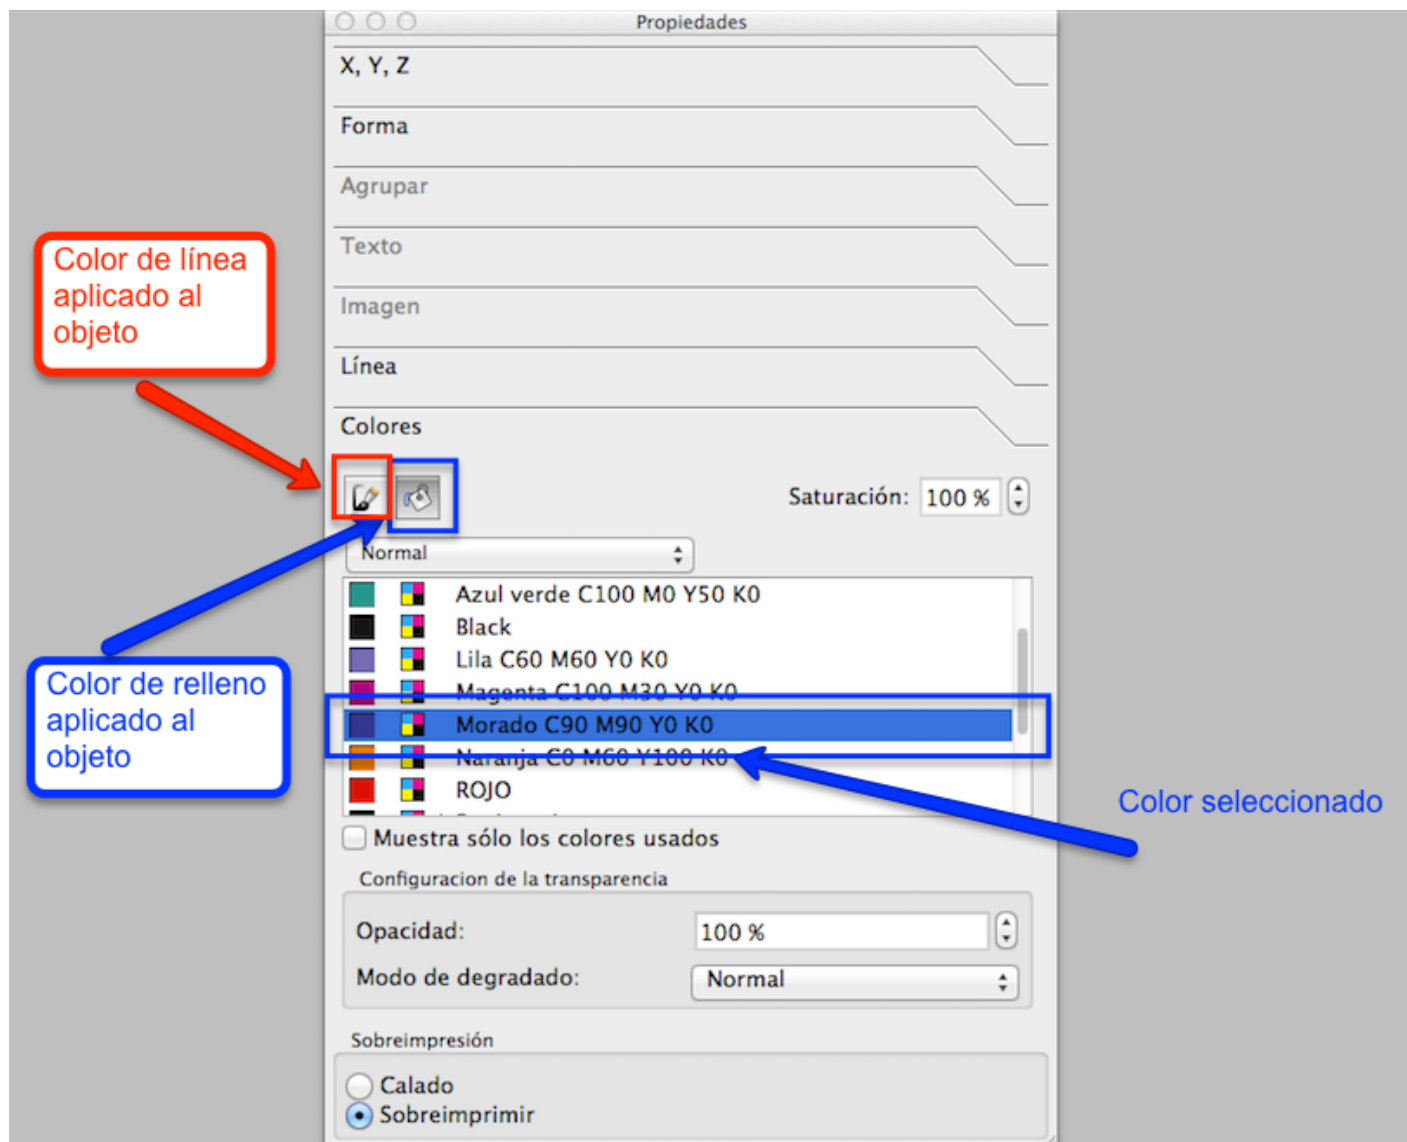 Propiedades
X, Y, Z
Forma
Agrupar
Texto
Imagen
Línea
Colores
Color de línea
aplicado al
objeto
Saturación: 100 %
Normal
Azul verde C100 M0 Y50 K0
Black
Lila C60 M60 Y0 K0
Magenta C100 M30 Y0 K0
Morado C90 M90 Y0 K0
Naranja C0 M60 Y100 K0
ROJO
Color de relleno
aplicado al
objeto
Color seleccionado
Muestra sólo los colores usados
Configuracion de la transparencia
Opacidad: 100 %
Modo de degradado: Normal
Sobreimpresión
Calado
Sobreimprimir